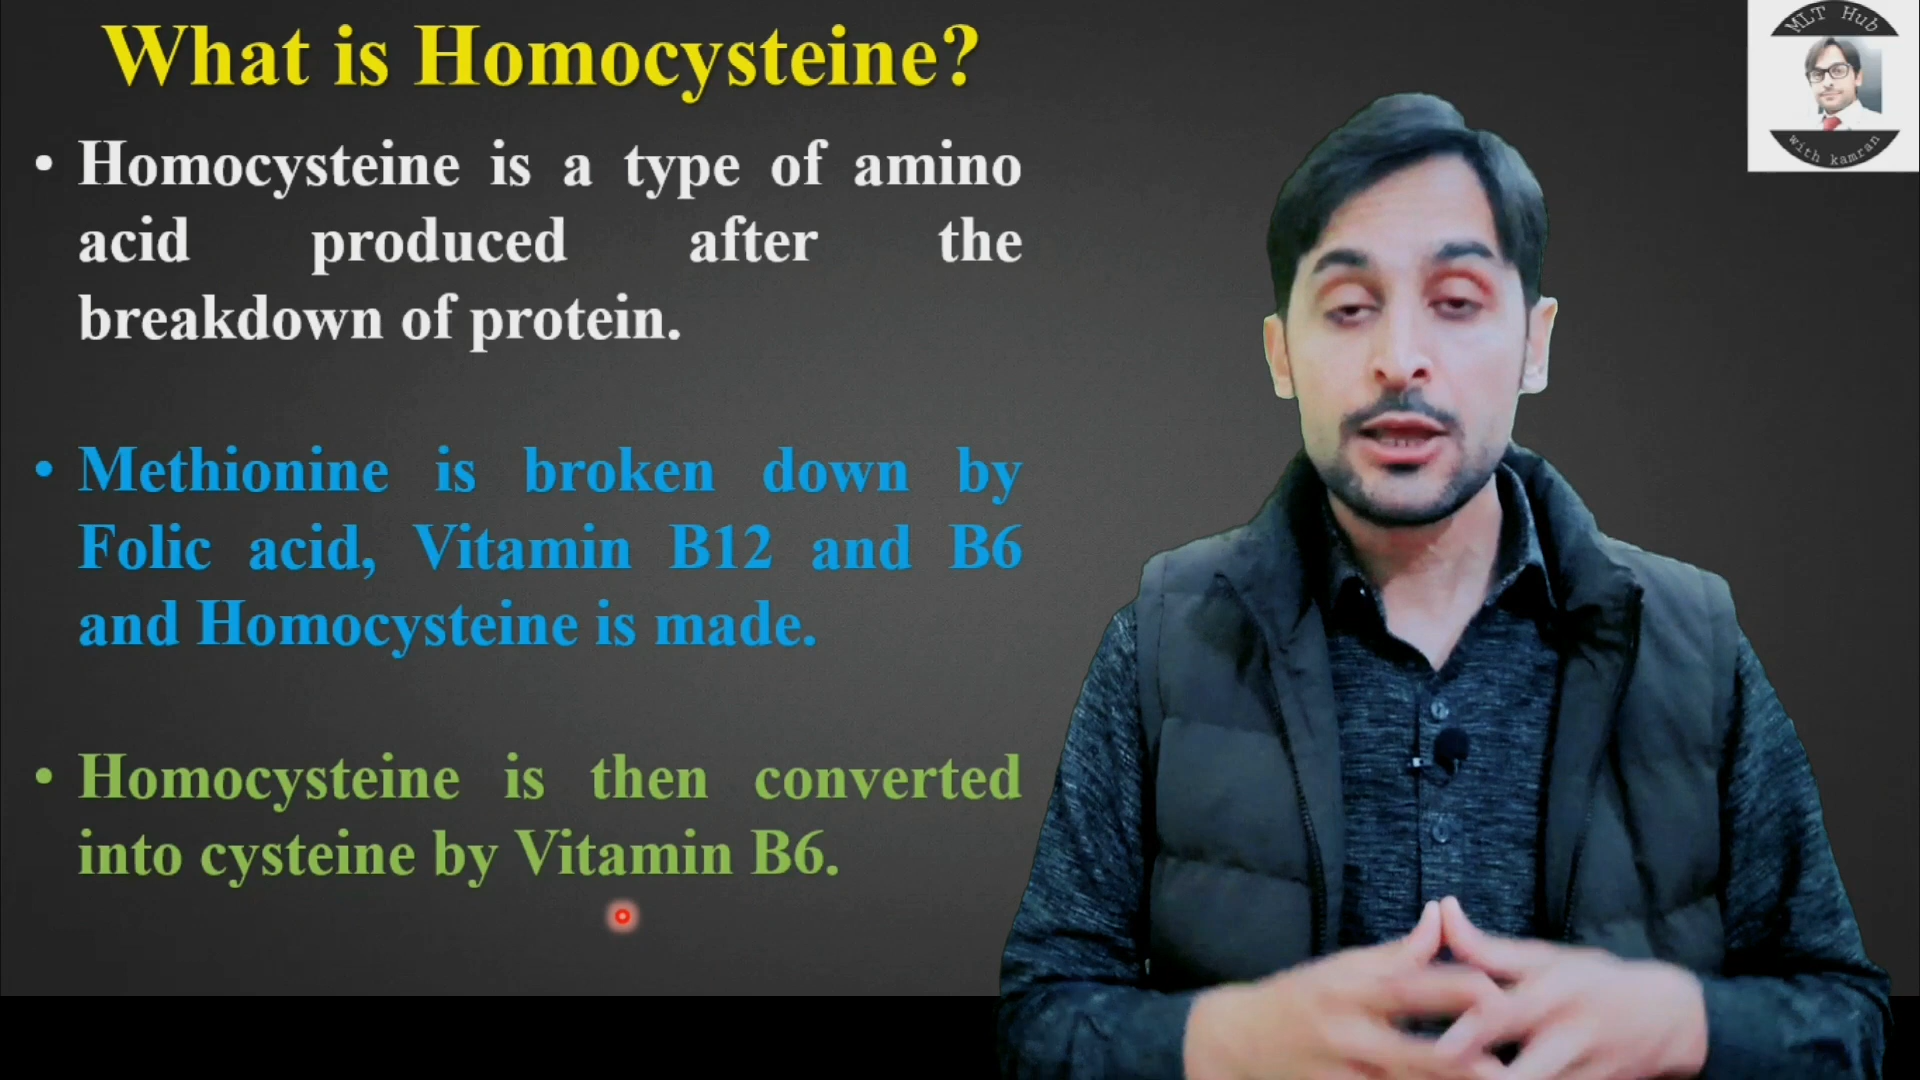 What is Homocysteine?
• Homocysteine is a type of amino
acid produced after the
breakdown of protein.
• Methionine is broken down by
Folic acid, Vitamin B12 and B6
and Homocysteine is made.
• Homocysteine is then converted
into cysteine by Vitamin B6.
MLT Hub
with kamran